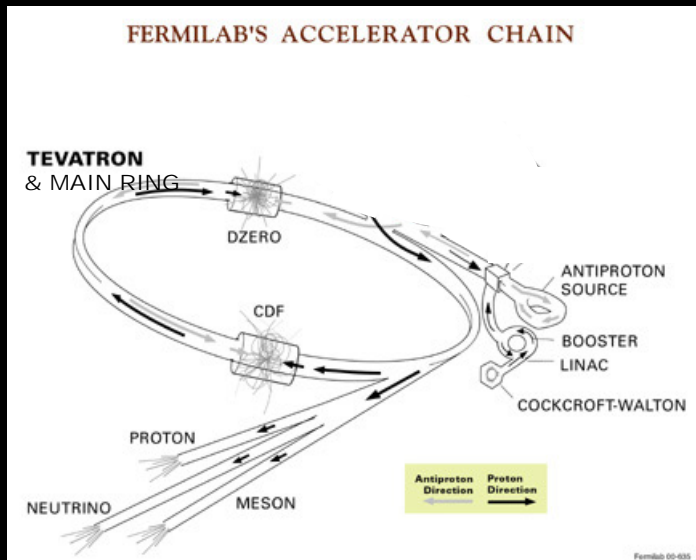 FERMILAB'S ACCELERATOR CHAIN
TEVATRON
& MAIN RING
DZERO
ANTIPROTON
SOURCE
CDF
BOOSTER
LINAC
COCKCROFT-WALTON
PROTON
NEUTRINO
MESON
Antiproton
Direction
Proton
Direction
Fermilab 00-635